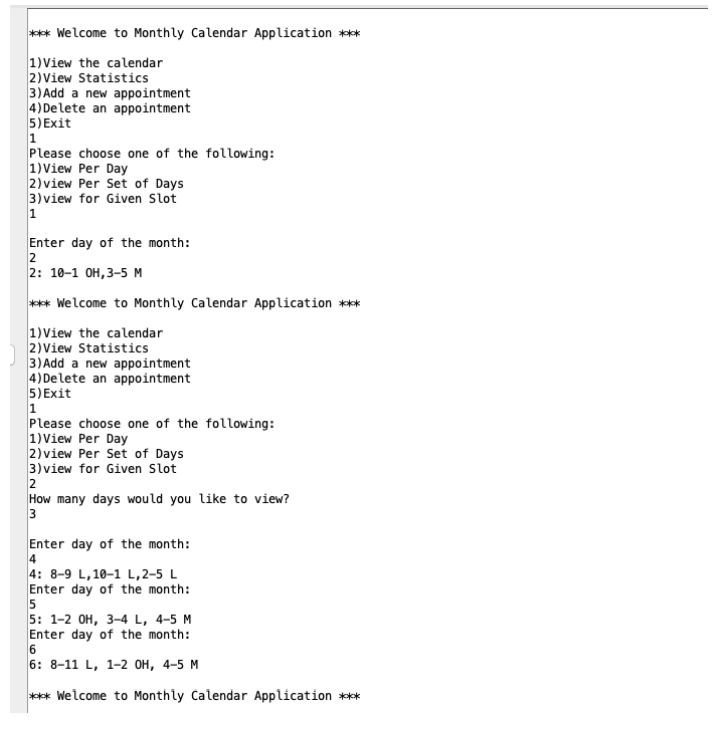 *** Welcome to Monthly Calendar Application ***
1)View the calendar
2)View Statistics
3)Add a new appointment
4)Delete an appointment
5)Exit
1
Please choose one of the following:
1)View Per Day
2)view Per Set of Days
3)view for Given Slot
1
Enter day of the month:
2
2: 10-1 OH,3-5 M
*** Welcome to Monthly Calendar Application ***
1)View the calendar
2)View Statistics
3)Add a new appointment
4)Delete an appointment
5)Exit
1
Please choose one of the following:
1)View Per Day
2)view Per Set of Days
3)view for Given Slot
2
How many days would you like to view?
3
Enter day of the month:
4
4: 8-9 L,10-1 L,2-5 L
Enter day of the month:
5
5: 1-2 OH, 3-4 L, 4-5 M
Enter day of the month:
6
6: 8-11 L, 1-2 OH, 4-5 M
*** Welcome to Monthly Calendar Application ***